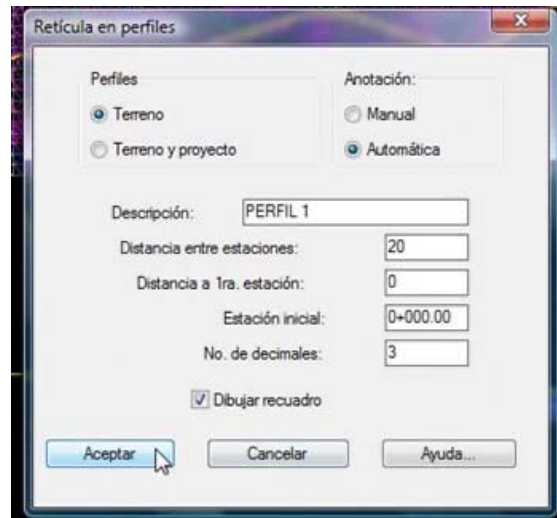 Retícula en perfiles
Perfiles
Terreno
Terreno y proyecto
Anotación:
Manual
Automática
Descripción: PERFIL 1
Distancia entre estaciones: 20
Distancia a 1ra. estación: 0
Estación inicial: 0+000.00
No. de decimales: 3
Dibujar recuadro
Aceptar Cancelar Ayuda...